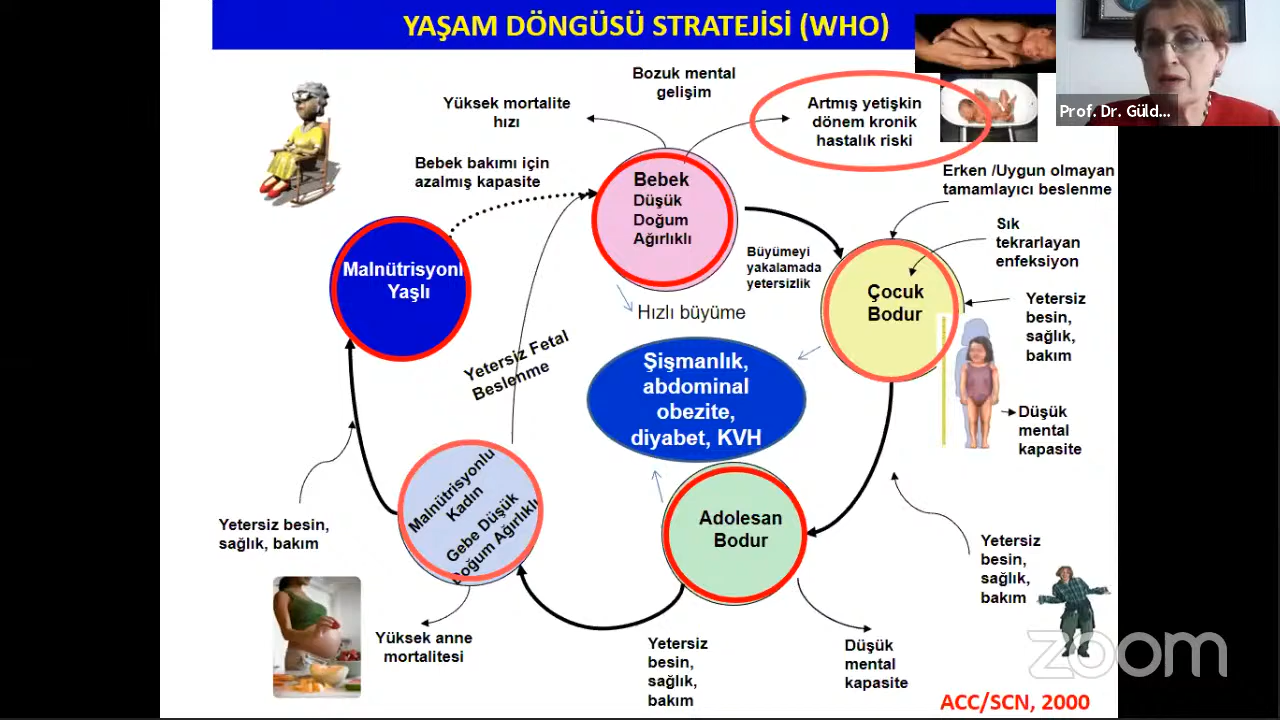 YAŞAM DÖNGÜSÜ STRATEJİSİ (WHO)
Prof. Dr. Güld...
Bozuk mental
gelişim
Yüksek mortalite
hızı
Artmış yetişkin
dönem kronik
hastalık riski
Bebek bakımı için
azalmış kapasite
Erken /Uygun olmayan
tamamlayıcı beslenme
Bebek
Düşük
Doğum
Ağırlıklı
Sık
tekrarlayan
enfeksiyon
Büyümeyi
yakalamada
yetersizlik
Malnütrisyonl
Yaşlı
Çocuk
Bodur
Yetersiz
besin,
sağlık,
bakım
Hızlı büyüme
Yetersiz Fetal
Beslenme
Şişmanlık,
abdominal
obezite,
diyabet, KVH
Düşük
mental
kapasite
Malnütrisyonlu
Kadın
Gebe Düşük
Doğum Ağırlıklı
Adolesan
Bodur
Yetersiz besin,
sağlık, bakım
Yetersiz
besin,
sağlık,
bakım
Yüksek anne
mortalitesi
Yetersiz
besin,
sağlık,
bakım
Düşük
mental
kapasite
zoom
ACC/SCN, 2000